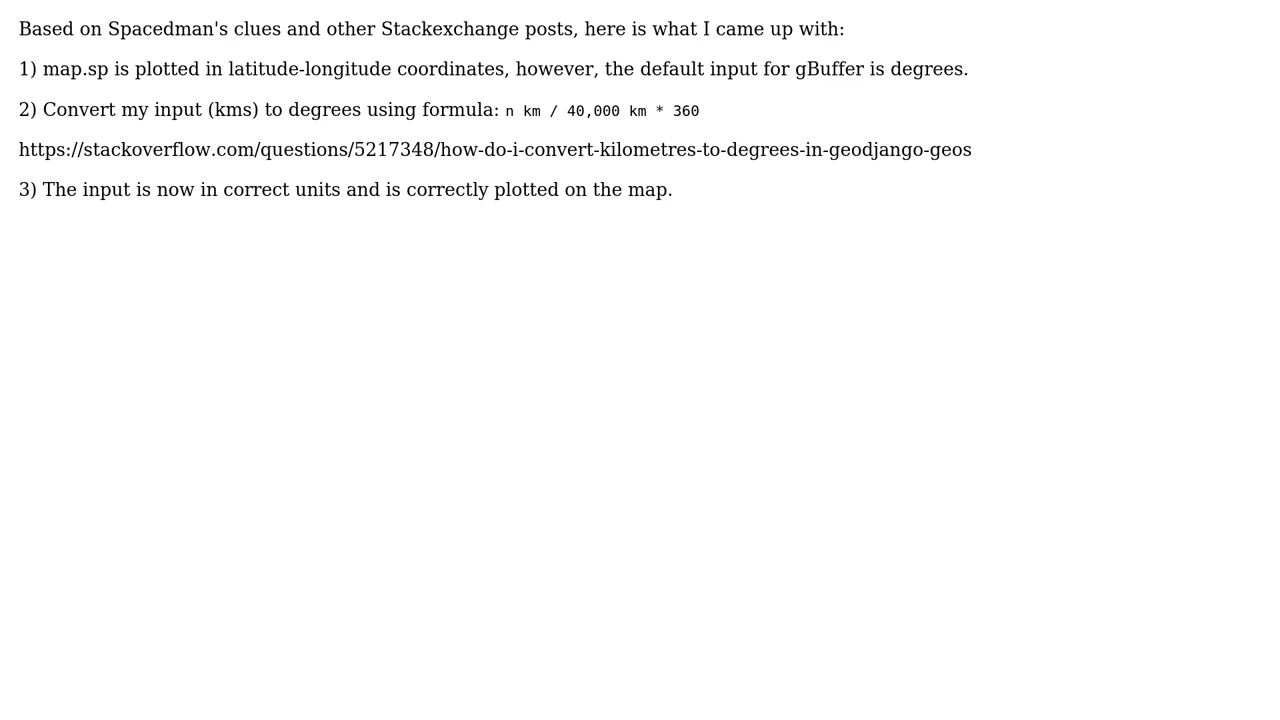 Based on Spacedman's clues and other Stackexchange posts, here is what I came up with:
1) map.sp is plotted in latitude-longitude coordinates, however, the default input for gBuffer is degrees.
2) Convert my input (kms) to degrees using formula: n km / 40,000 km * 360
https://stackoverflow.com/questions/5217348/how-do-i-convert-kilometres-to-degrees-in-geodjango-geos
3) The input is now in correct units and is correctly plotted on the map.